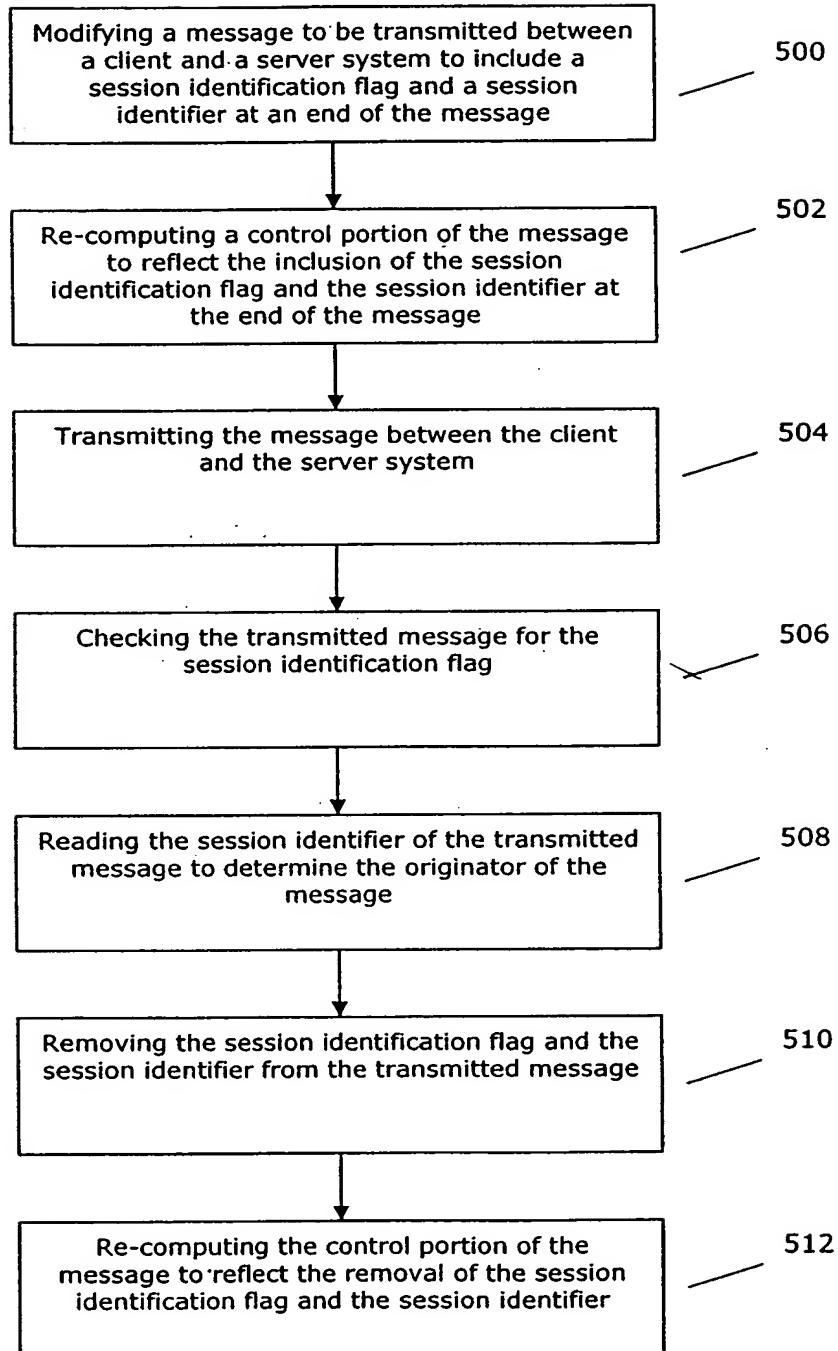 Modifying a message to be transmitted between
a client and a server system to include a
session identification flag and a session
identifier at an end of the message
500
Re-computing a control portion of the message
to reflect the inclusion of the session
identification flag and the session identifier at
the end of the message
502
Transmitting the message between the client
and the server system
504
Checking the transmitted message for the
session identification flag
506
Reading the session identifier of the transmitted
message to determine the originator of the
message
508
Removing the session identification flag and the
session identifier from the transmitted message
510
Re-computing the control portion of the
message to reflect the removal of the session
identification flag and the session identifier
512